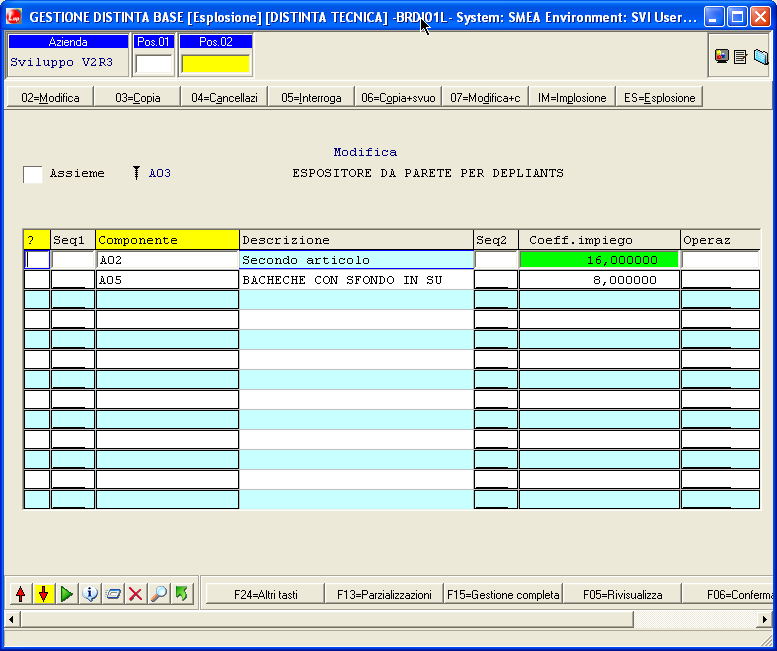 GESTIONE DISTINTA BASE [Esplosione] [DISTINTA TECNICA] -BRDI01L- System: SMEA Environment: SVI User...
Azienda Pos.01 Pos.02
Sviluppo V2R3
02=Modifica 03=Copia 04=Cancellazi 05=Interroga 06=Copia+svuo 07=Modifica+c IM=Implosione ES=Esplosione
Modifica
Assieme A03 ESPOSITORE DA PARETE PER DEPLIANTS
? Seq1 Componente Descrizione Seq2 Coeff.impiego Operaz
A02 Secondo articolo 16,000000
A05 BACHECHE CON SFONDO IN SU 8,000000
F24=Altri tasti F13=Parzializzazioni F15=Gestione completa F05=Rivisualizza F06=Conferma